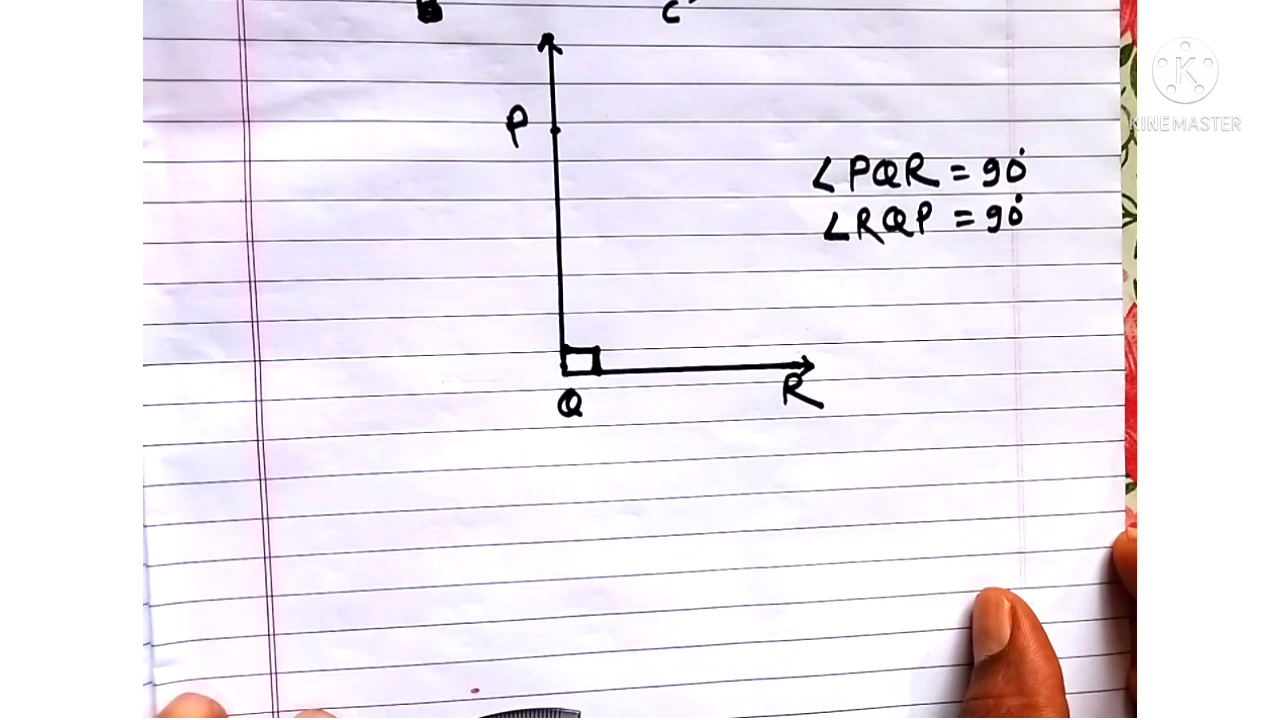 B C
P
∠PQR = 90°
∠RQP = 90°
Q R
K
KINEMASTER